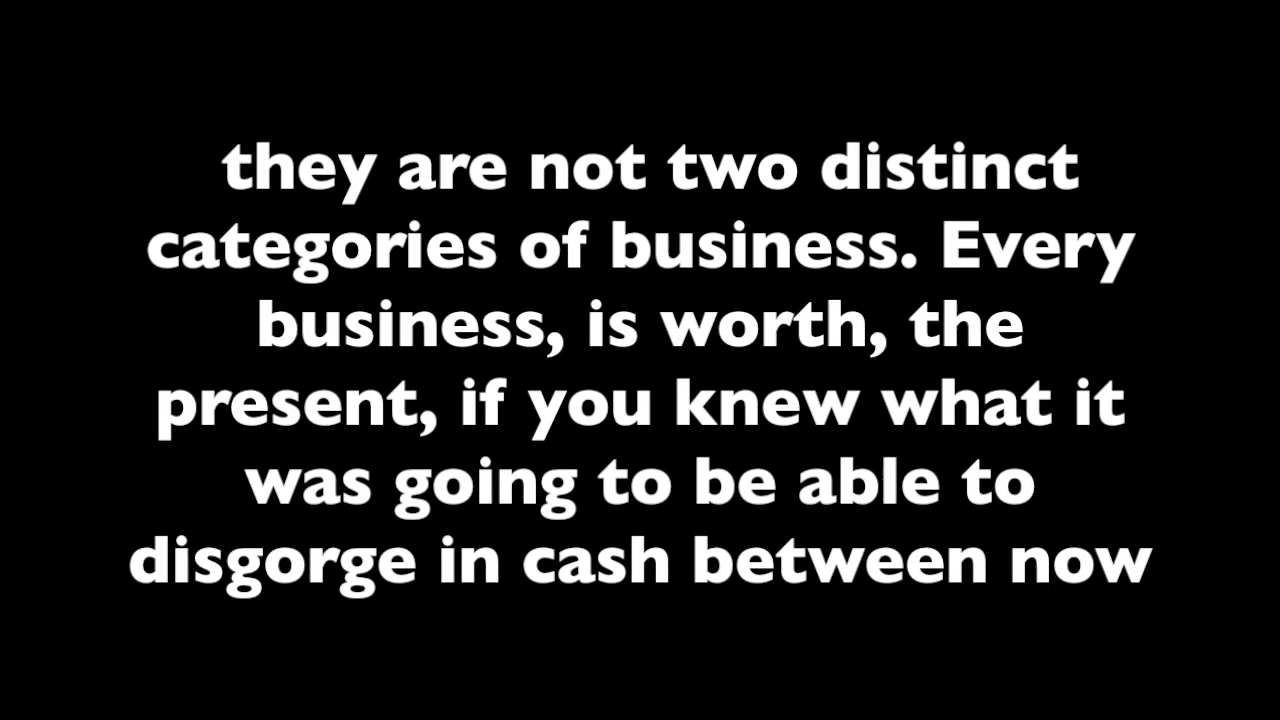 they are not two distinct
categories of business. Every
business, is worth, the
present, if you knew what it
was going to be able to
disgorge in cash between now